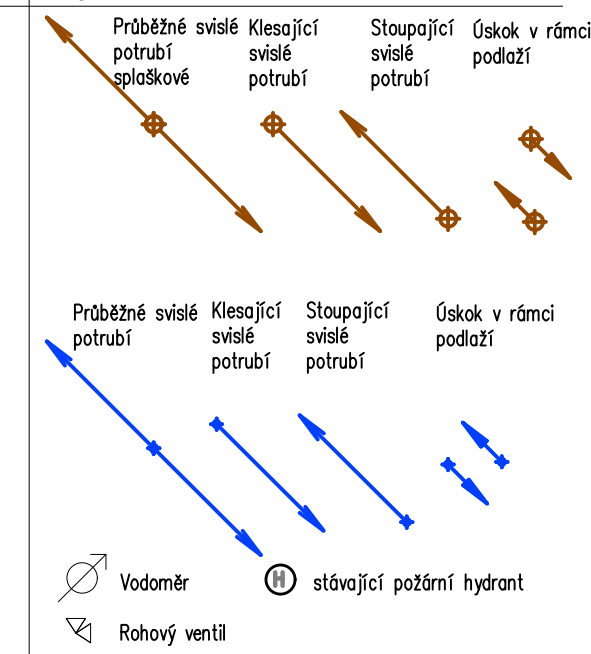 Průběžné svislé
potrubí
splaškové
Klesající
svislé
potrubí
Stoupající
svislé
potrubí
Úskok v rámci
podlaží
Průběžné svislé
potrubí
Klesající
svislé
potrubí
Stoupající
svislé
potrubí
Úskok v rámci
podlaží
Vodoměr
H stávající požární hydrant
Rohový ventil